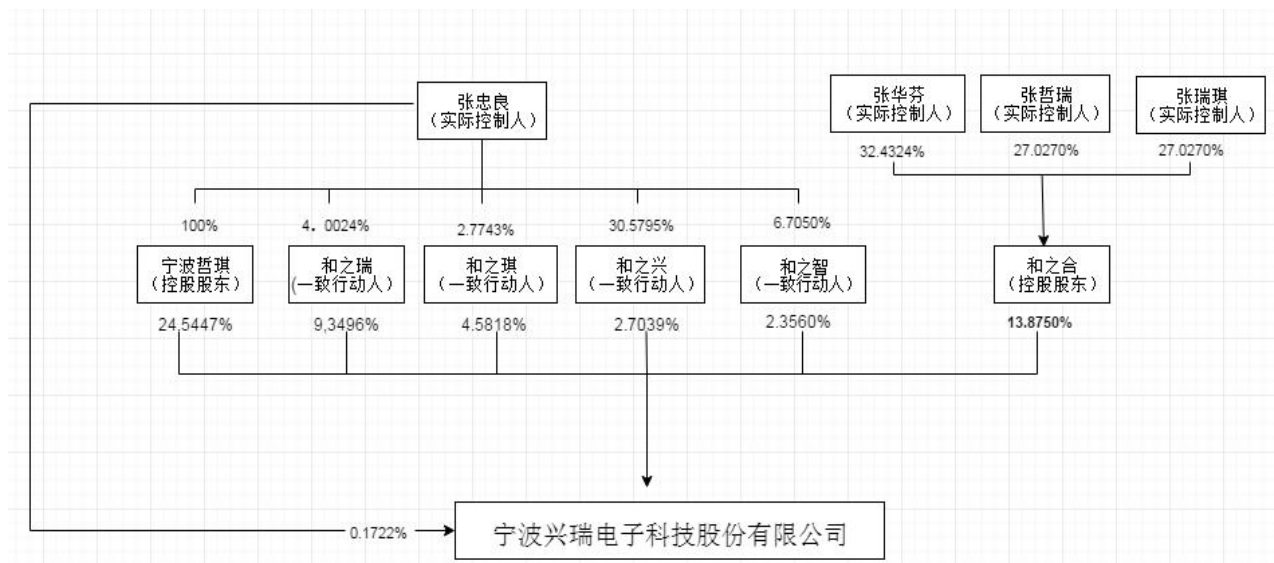 张忠良
（实际控制人）
张华芬
（实际控制人）
张哲瑞
（实际控制人）
张瑞琪
（实际控制人）
32.4324%
27.0270%
27.0270%
100%
4．0024%
2.7743%
30.5795%
6.7050%
宁波哲琪
（控股股东）
和之瑞
(一致行动人）
和之琪
（一致行动人）
和之兴
（一致行动人）
和之智
（一致行动人）
和之合
（控股股东）
24.5447%
9,3496%
4.5818%
2.7039%
2.3560%
13.8750%
0.1722%
宁波兴瑞电子科技股份有限公司